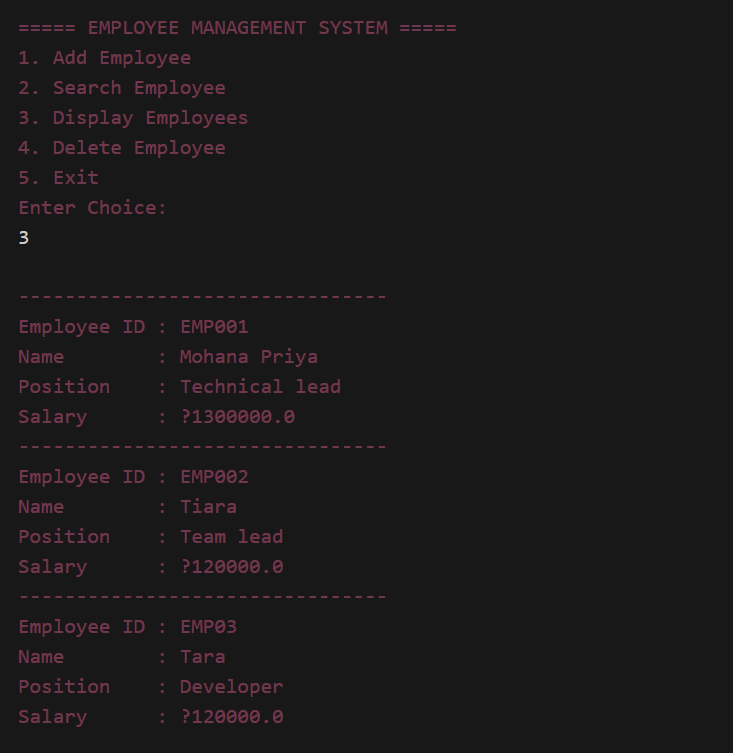 ===== EMPLOYEE MANAGEMENT SYSTEM =====
1. Add Employee
2. Search Employee
3. Display Employees
4. Delete Employee
5. Exit
Enter Choice:
3
--------------------------------
Employee ID : EMP001
Name        : Mohana Priya
Position    : Technical lead
Salary      : ?1300000.0
--------------------------------
Employee ID : EMP002
Name        : Tiara
Position    : Team lead
Salary      : ?120000.0
--------------------------------
Employee ID : EMP03
Name        : Tara
Position    : Developer
Salary      : ?120000.0